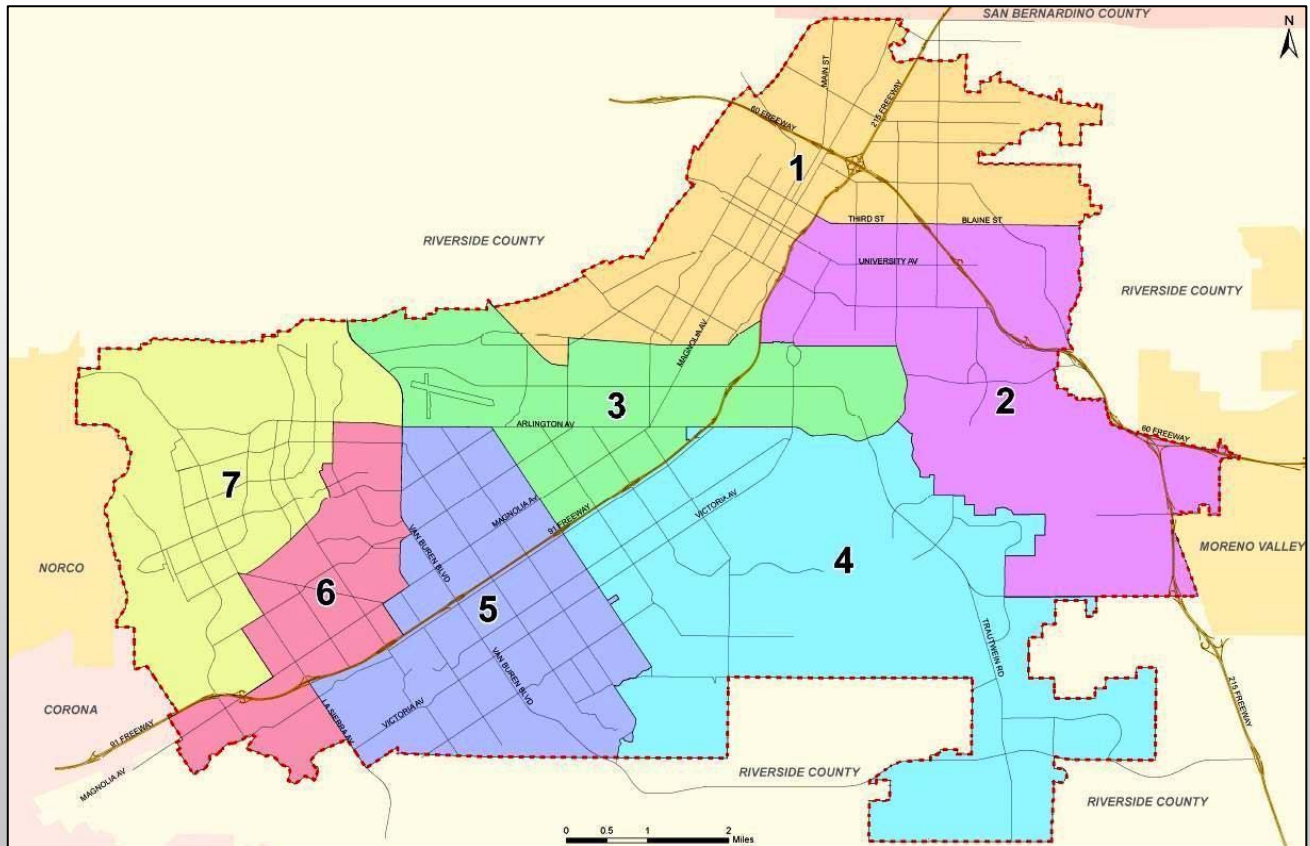 SAN BERNARDINO COUNTY
N
MAIN ST
215 FREEWAY
60 FREEWAY
1
THIRD ST
BLAINE ST
RIVERSIDE COUNTY
UNIVERSITY AV
RIVERSIDE COUNTY
MAGNOLIA AV
2
3
ARLINGTON AV
60 FREEWAY
7
MAGNOLIA AV
VICTORIA AV
91 FREEWAY
VAN BUREN BLVD
MORENO VALLEY
NORCO
4
6
5
TRAUTWEIN RD
VAN BUREN BLVD
215 FREEWAY
CORONA
LA SIERRA AV
VICTORIA AV
91 FREEWAY
MAGNOLIA AV
RIVERSIDE COUNTY
RIVERSIDE COUNTY
0 0.5 1 2
Miles